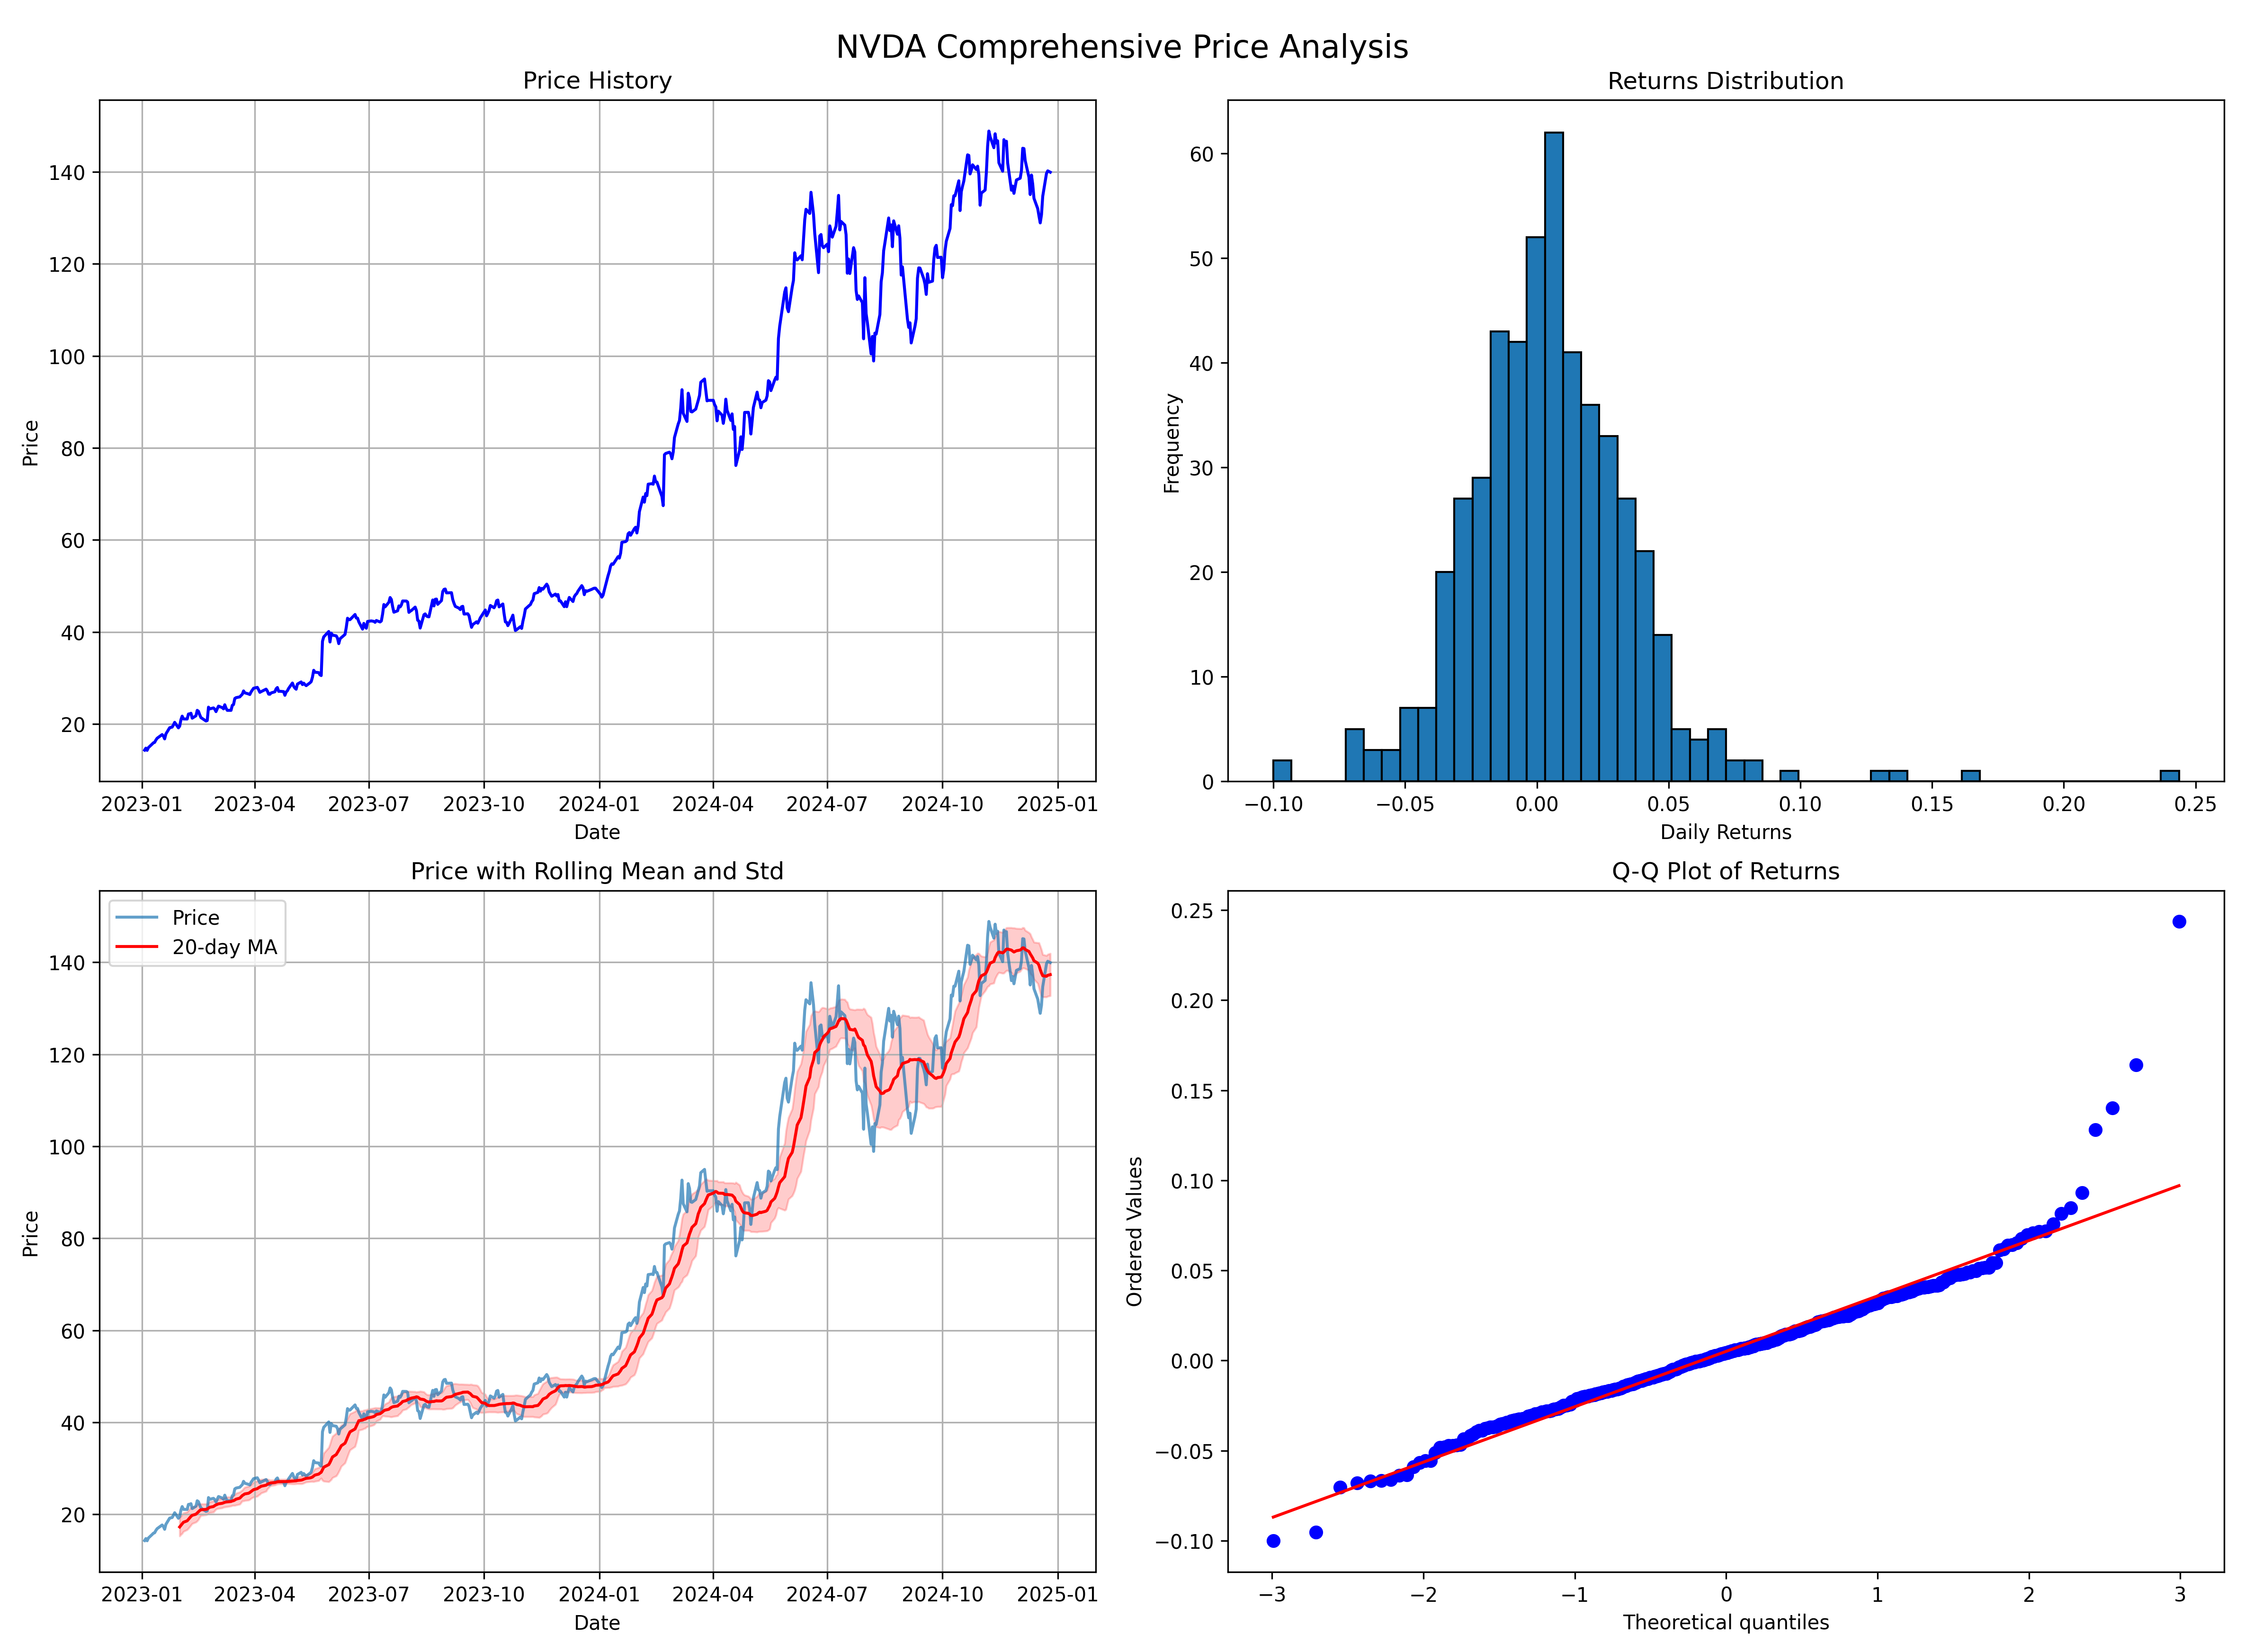 NVDA Comprehensive Price Analysis
Price History
Price
140
120
100
80
60
40
20
2023-01 2023-04 2023-07 2023-10 2024-01 2024-04 2024-07 2024-10 2025-01
Date
Returns Distribution
Frequency
60
50
40
30
20
10
0
−0.10 −0.05 0.00 0.05 0.10 0.15 0.20 0.25
Daily Returns
Price with Rolling Mean and Std
Price
20-day MA
Price
140
120
100
80
60
40
20
2023-01 2023-04 2023-07 2023-10 2024-01 2024-04 2024-07 2024-10 2025-01
Date
Q-Q Plot of Returns
Ordered Values
0.25
0.20
0.15
0.10
0.05
0.00
−0.05
−0.10
−3 −2 −1 0 1 2 3
Theoretical quantiles